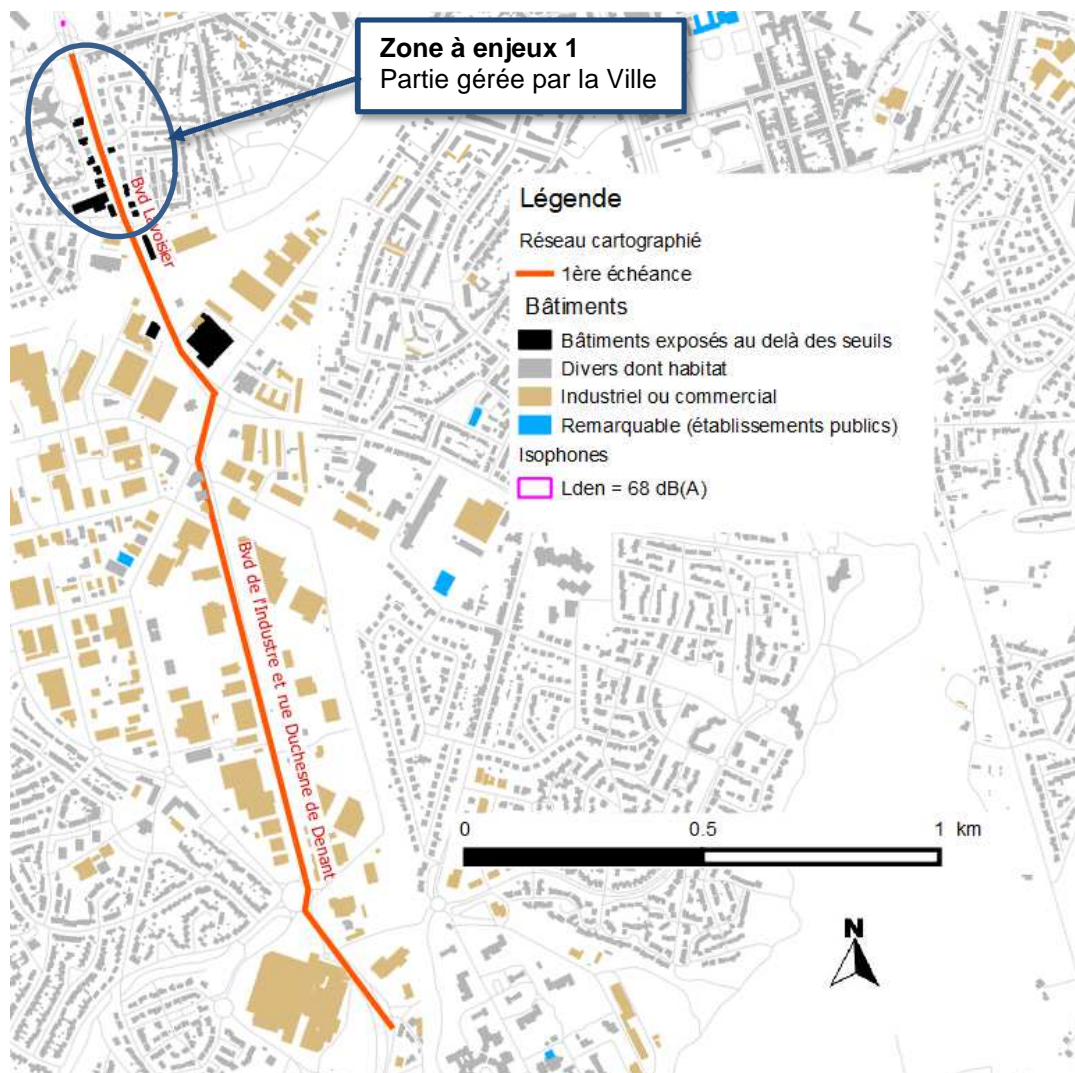 Zone à enjeux 1
Partie gérée par la Ville
Bvd Lavoisier
Légende
Réseau cartographié
1ère échéance
Bâtiments
Bâtiments exposés au delà des seuils
Divers dont habitat
Industriel ou commercial
Remarquable (établissements publics)
Isophones
Lden = 68 dB(A)
Bvd de l'Industre et rue Duchesne de Denant
0 0.5 1 km
N